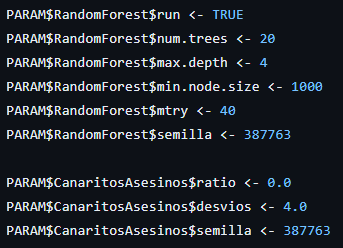 PARAM$RandomForest$run <- TRUE
PARAM$RandomForest$num.trees <- 20
PARAM$RandomForest$max.depth <- 4
PARAM$RandomForest$min.node.size <- 1000
PARAM$RandomForest$mtry <- 40
PARAM$RandomForest$semilla <- 387763
PARAM$CanaritosAsesinos$ratio <- 0.0
PARAM$CanaritosAsesinos$desvios <- 4.0
PARAM$CanaritosAsesinos$semilla <- 387763